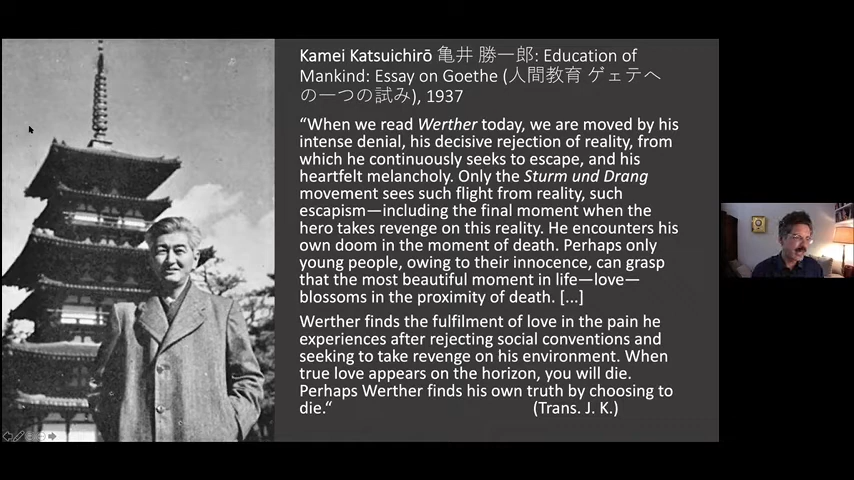 Kamei Katsuichirō 亀井 勝一郎: Education of
Mankind: Essay on Goethe (人間教育 ゲェテへ
の一つの試み), 1937
“When we read Werther today, we are moved by his
intense denial, his decisive rejection of reality, from
which he continuously seeks to escape, and his
heartfelt melancholy. Only the Sturm und Drang
movement sees such flight from reality, such
escapism—including the final moment when the
hero takes revenge on this reality. He encounters his
own doom in the moment of death. Perhaps only
young people, owing to their innocence, can grasp
that the most beautiful moment in life—love—
blossoms in the proximity of death. [...]
Werther finds the fulfilment of love in the pain he
experiences after rejecting social conventions and
seeking to take revenge on his environment. When
true love appears on the horizon, you will die.
Perhaps Werther finds his own truth by choosing to
die.“ (Trans. J. K.)